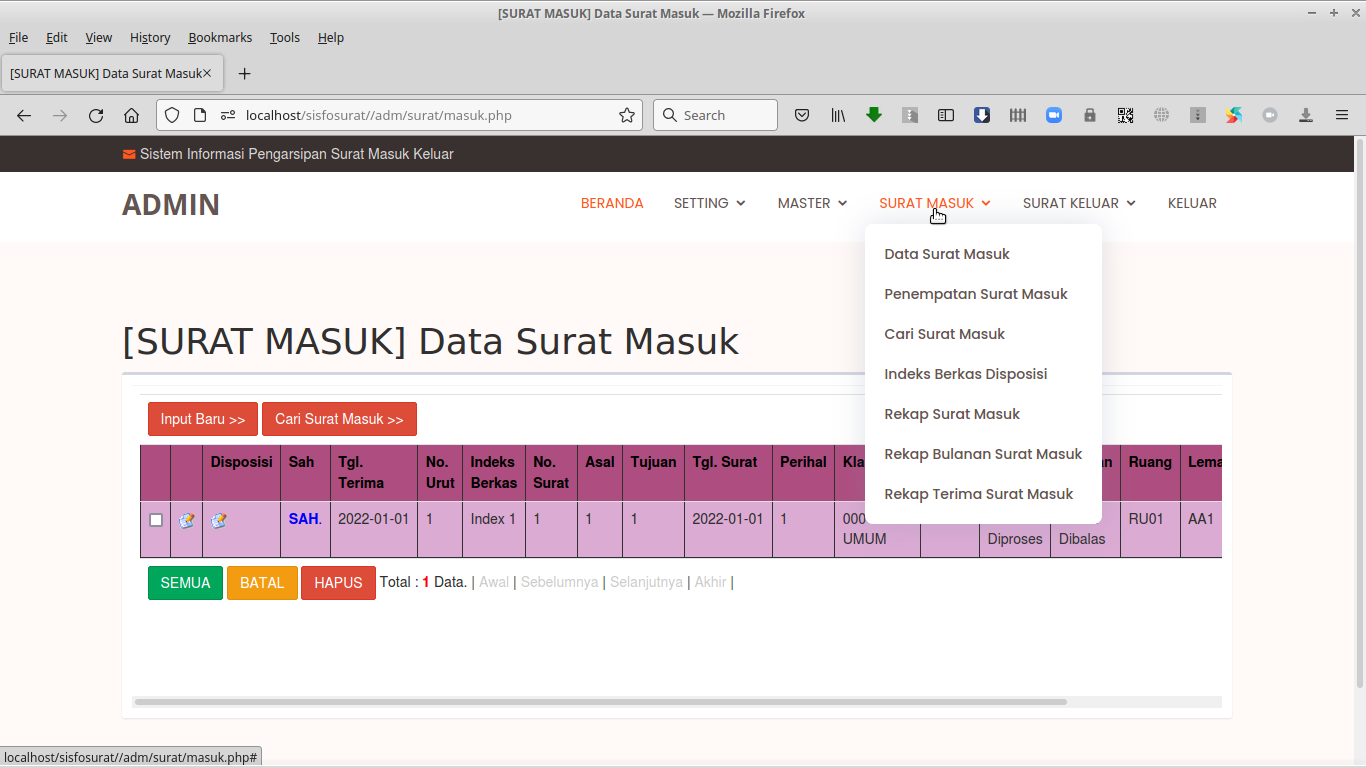 [SURAT MASUK] Data Surat Masuk — Mozilla Firefox
File Edit View History Bookmarks Tools Help
[SURAT MASUK] Data Surat Masuk
localhost/sisfosurat//adm/surat/masuk.php Search
Sistem Informasi Pengarsipan Surat Masuk Keluar
ADMIN BERANDA SETTING MASTER SURAT MASUK SURAT KELUAR KELUAR
Data Surat Masuk
Penempatan Surat Masuk
Cari Surat Masuk
Indeks Berkas Disposisi
Rekap Surat Masuk
Rekap Bulanan Surat Masuk
Rekap Terima Surat Masuk
[SURAT MASUK] Data Surat Masuk
Input Baru >> Cari Surat Masuk >>
Disposisi Sah Tgl. No. Indeks No. Asal Tujuan Tgl. Surat Perihal Ruang
Terima Urut Berkas Surat
SAH. 2022-01-01 1 Index 1 1 1 1 2022-01-01 1 000 RU01 AA1
UMUM Diproses Dibalas
SEMUA BATAL HAPUS Total : 1 Data. | Awal | Sebelumnya | Selanjutnya | Akhir |
localhost/sisfosurat//adm/surat/masuk.php#